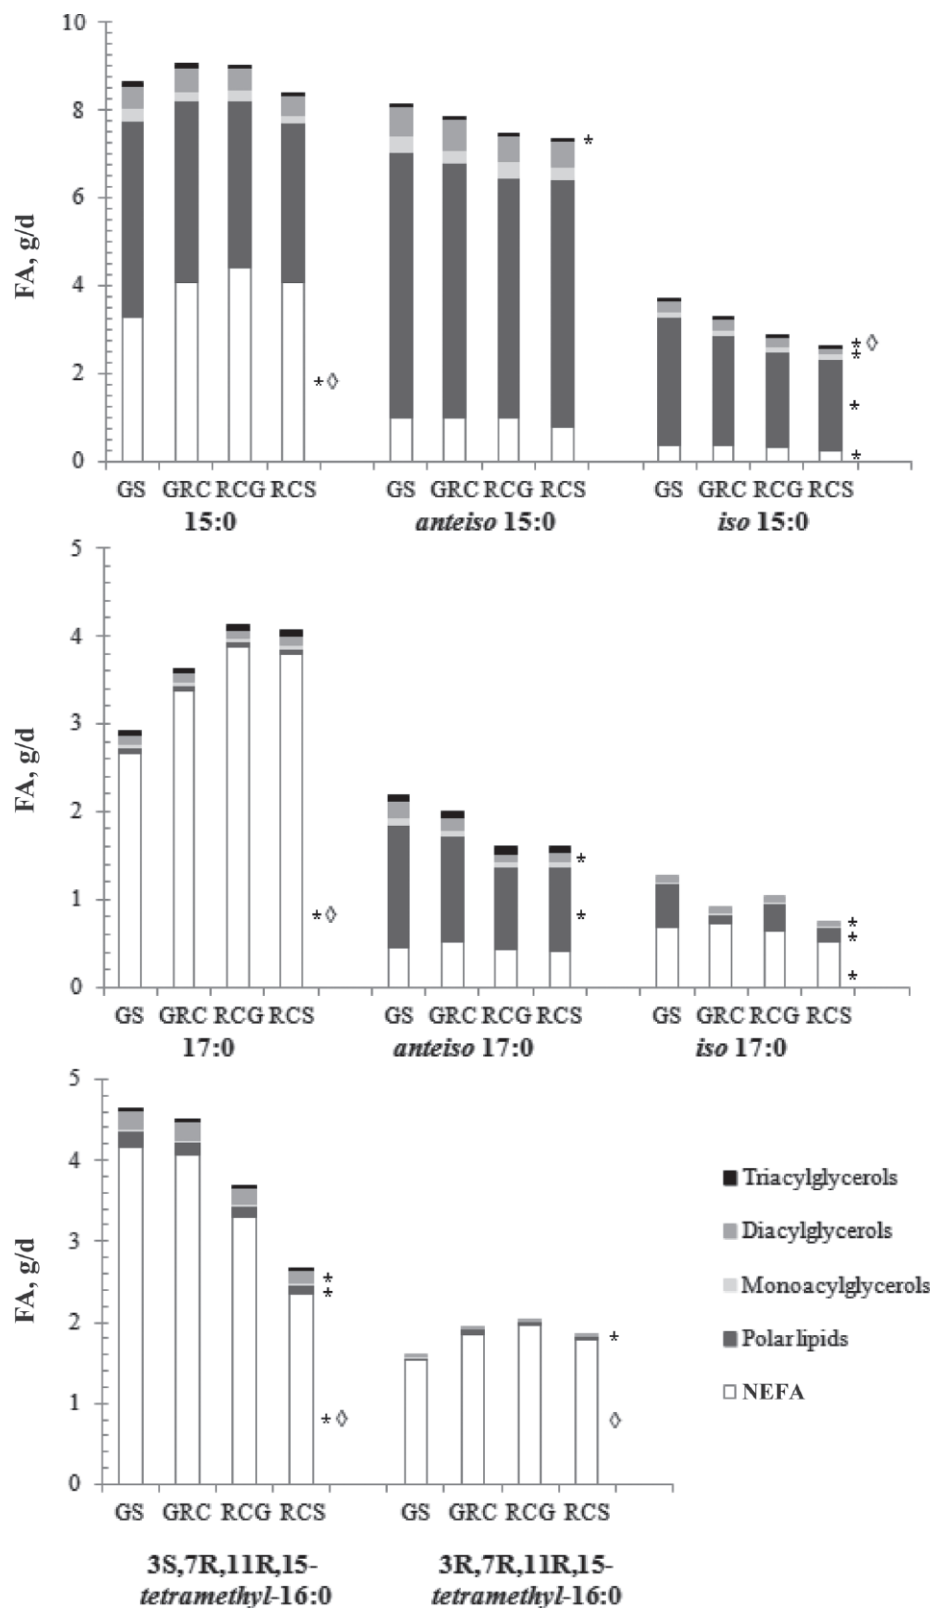 10
8
6
4
2
0
FA, g/d
* 
* ◊
* ◊
*
*
*
GS GRC RCG RCS GS GRC RCG RCS GS GRC RCG RCS
15:0 anteiso 15:0 iso 15:0
5
4
3
2
1
0
FA, g/d
*
* ◊
*
*
*
*
GS GRC RCG RCS GS GRC RCG RCS GS GRC RCG RCS
17:0 anteiso 17:0 iso 17:0
5
4
3
2
1
0
FA, g/d
*
*
* ◊
*
◊
Triacylglycerols
Diacylglycerols
Monoacylglycerols
Polar lipids
NEFA
GS GRC RCG RCS GS GRC RCG RCS
3S,7R,11R,15-
tetramethyl-16:0
3R,7R,11R,15-
tetramethyl-16:0